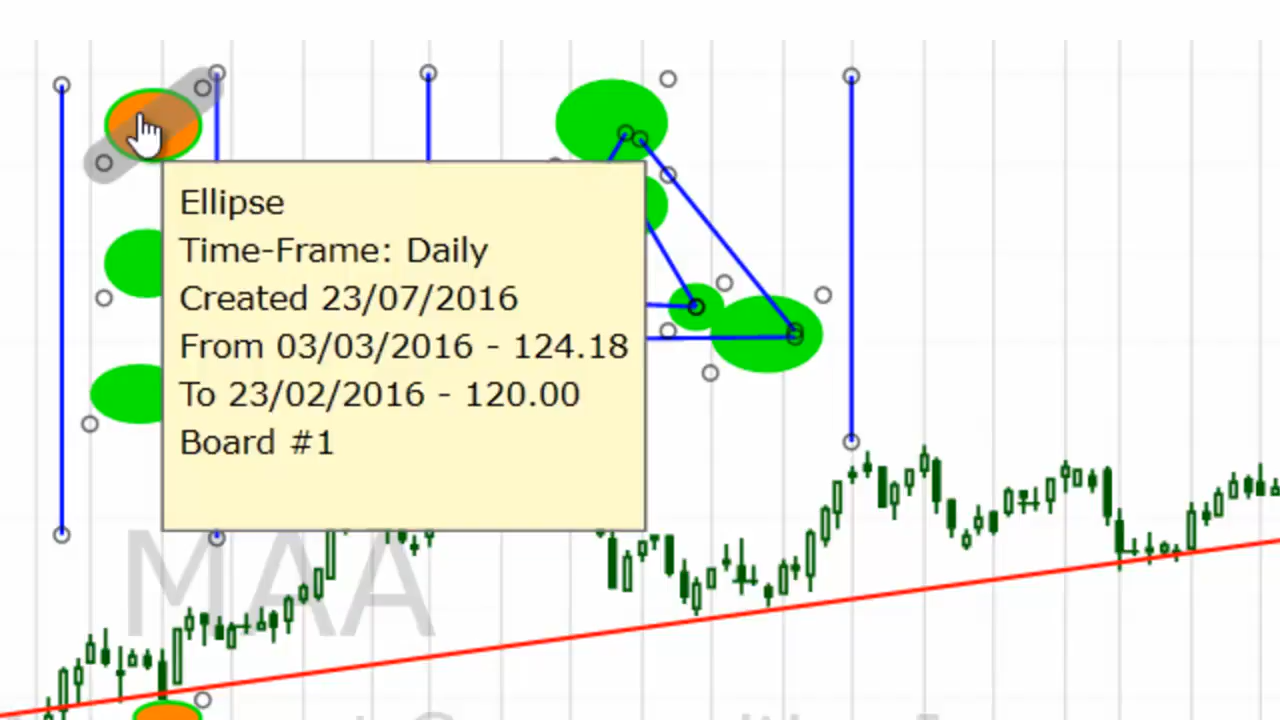 Ellipse
Time-Frame: Daily
Created 23/07/2016
From 03/03/2016 - 124.18
To 23/02/2016 - 120.00
Board #1
MAA